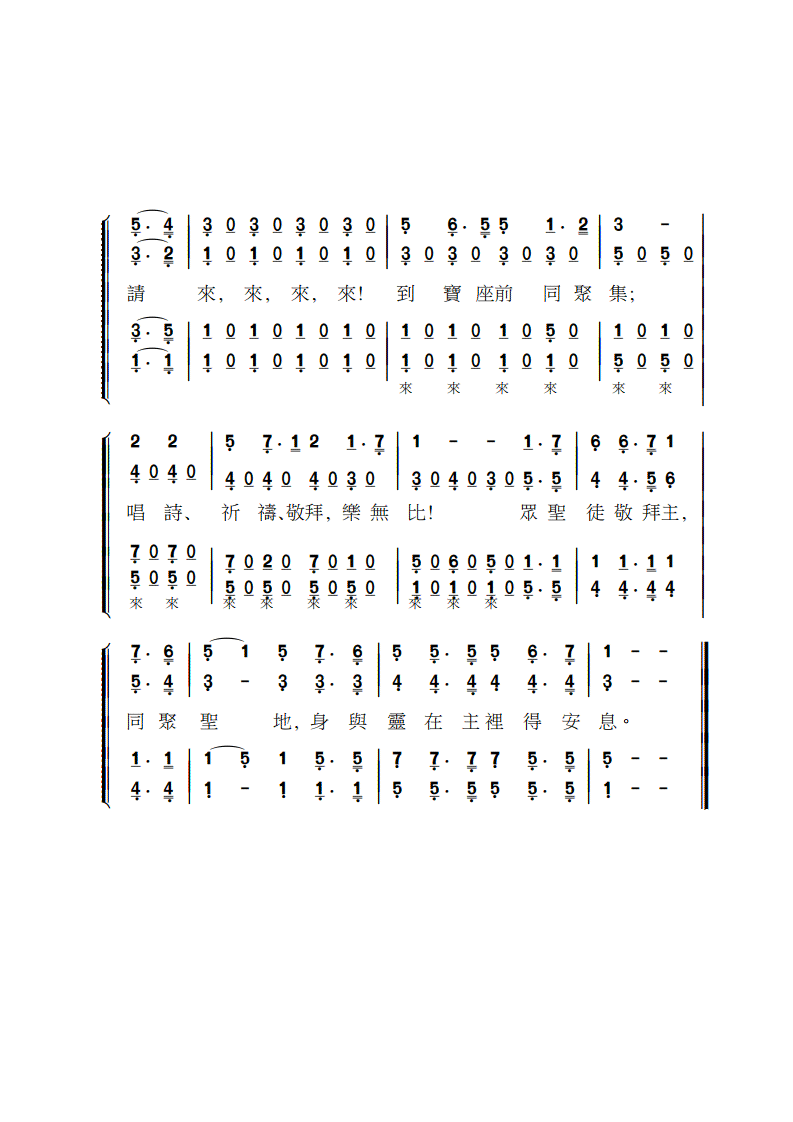 5. 4 | 3 0 3 0 3 0 3 0 | 5 6. 5 5 1. 2 | 3 -
3. 2 | 1 0 1 0 1 0 1 0 | 3 0 3 0 3 0 3 0 | 5 0 5 0
請 來, 來, 來, 來! 到 寶 座前 同 聚 集;
3. 5 | 1 0 1 0 1 0 1 0 | 1 0 1 0 1 0 5 0 | 1 0 1 0
1. 1 | 1 0 1 0 1 0 1 0 | 1 0 1 0 1 0 1 0 | 5 0 5 0
來 來 來 來 來 來
2 2 | 5 7. 1 2 1. 7 | 1 - - 1. 7 | 6 6. 7 1
4 0 4 0 | 4 0 4 0 4 0 3 0 | 3 0 4 0 3 0 5. 5 | 4 4. 5 6
唱 詩、 祈 禱、敬拜, 樂 無 比! 眾 聖 徒 敬 拜主,
7 0 7 0 | 7 0 2 0 7 0 1 0 | 5 0 6 0 5 0 1. 1 | 1 1. 1 1
5 0 5 0 | 5 0 5 0 5 0 5 0 | 1 0 1 0 1 0 5. 5 | 4 4. 4 4
來 來 來 來 來 來 來 來 來
7. 6 | 5 1 5 7. 6 | 5 5. 5 5 6. 7 | 1 - -
5. 4 | 3 - 3 3. 3 | 4 4. 4 4 4. 4 | 3 - -
同 聚 聖 地, 身 與 靈 在 主 裡 得 安 息。
1. 1 | 1 5 1 5. 5 | 7 7. 7 7 5. 5 | 5 - -
4. 4 | 1 - 1 1. 1 | 5 5. 5 5 5. 5 | 1 - -